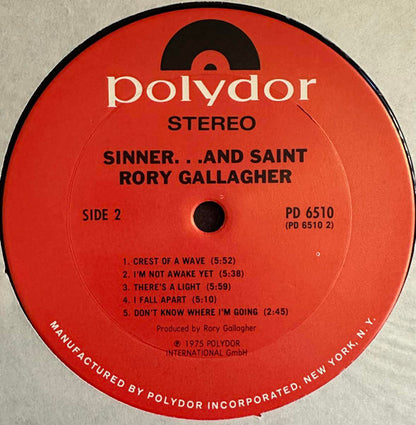 polydor
STEREO
SINNER. . .AND SAINT
RORY GALLAGHER
SIDE 2
PD 6510
(PD 6510 2)
1. CREST OF A WAVE (5:52)
2. I'M NOT AWAKE YET (5:38)
3. THERE'S A LIGHT (5:59)
4. I FALL APART (5:10)
5. DON'T KNOW WHERE I'M GOING (2:45)
Produced by Rory Gallagher
℗ 1975 POLYDOR
INTERNATIONAL GmbH
MANUFACTURED BY POLYDOR INCORPORATED, NEW YORK, N. Y.